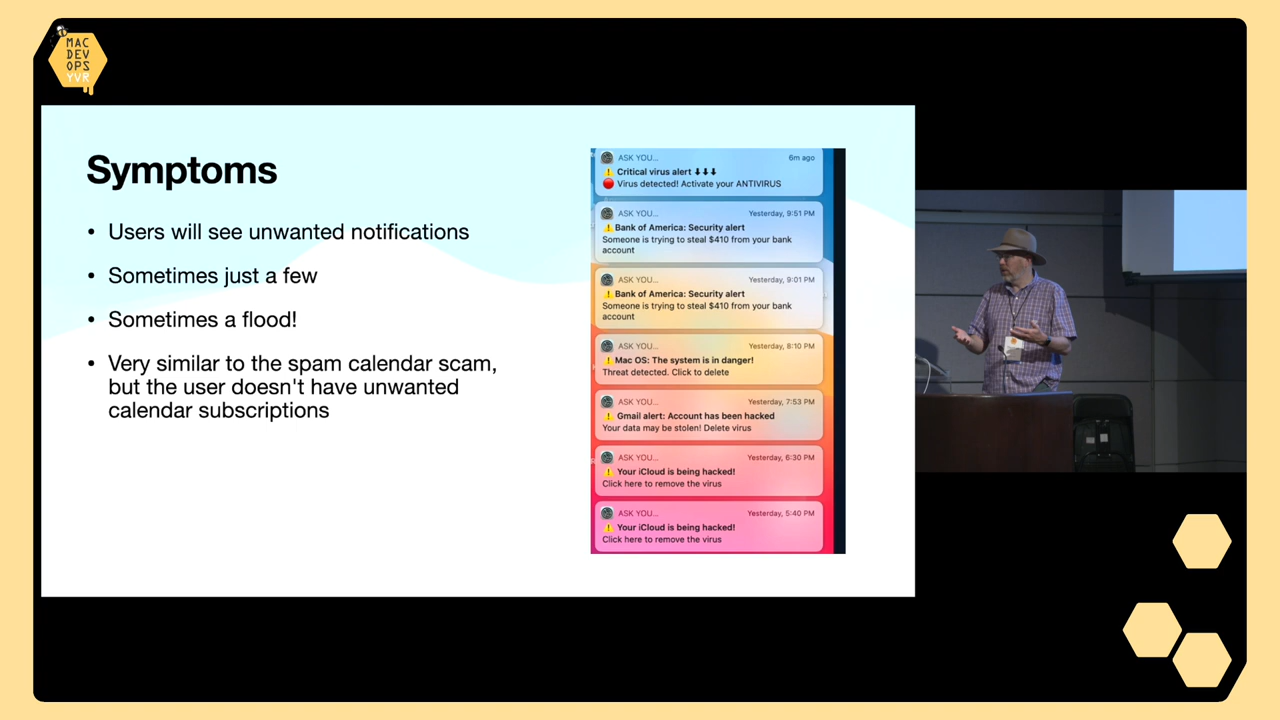 MAC
DEV
OPS
YVR
Symptoms
• Users will see unwanted notifications
• Sometimes just a few
• Sometimes a flood!
• Very similar to the spam calendar scam,
but the user doesn't have unwanted
calendar subscriptions
ASK YOU... 6m ago
⚠️ Critical virus alert ⬇⬇⬇
🔴 Virus detected! Activate your ANTIVIRUS
ASK YOU... Yesterday, 9:51 PM
⚠️ Bank of America: Security alert
Someone is trying to steal $410 from your bank
account
ASK YOU... Yesterday, 9:01 PM
⚠️ Bank of America: Security alert
Someone is trying to steal $410 from your bank
account
ASK YOU... Yesterday, 8:10 PM
⚠️ Mac OS: The system is in danger!
Threat detected. Click to delete
ASK YOU... Yesterday, 7:53 PM
⚠️ Gmail alert: Account has been hacked
Your data may be stolen! Delete virus
ASK YOU... Yesterday, 6:30 PM
⚠️ Your iCloud is being hacked!
Click here to remove the virus
ASK YOU... Yesterday, 5:40 PM
⚠️ Your iCloud is being hacked!
Click here to remove the virus